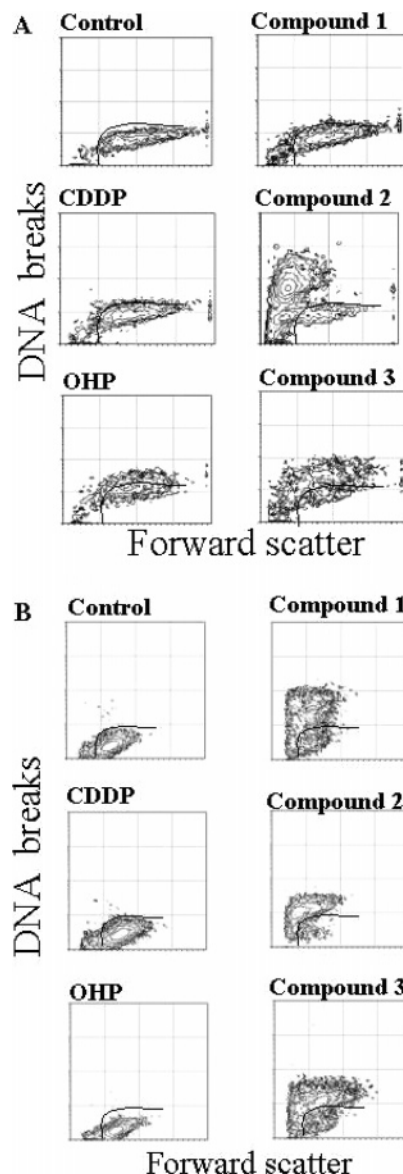 A
Control
Compound 1
CDDP
Compound 2
OHP
Compound 3
DNA breaks
Forward scatter
B
Control
Compound 1
CDDP
Compound 2
OHP
Compound 3
DNA breaks
Forward scatter